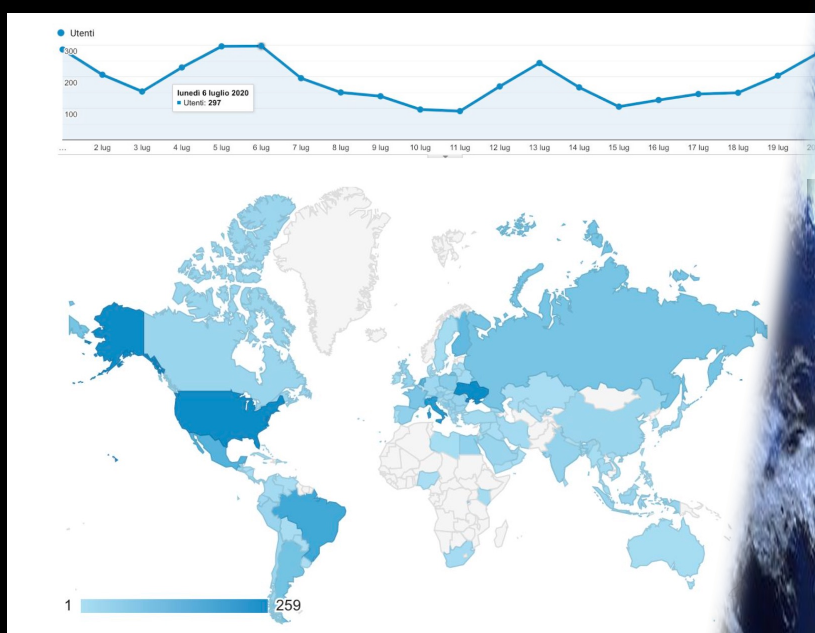 Utenti
300
200
100
lunedì 6 luglio 2020
Utenti: 297
... 2 lug 3 lug 4 lug 5 lug 6 lug 7 lug 8 lug 9 lug 10 lug 11 lug 12 lug 13 lug 14 lug 15 lug 16 lug 17 lug 18 lug 19 lug
1 259